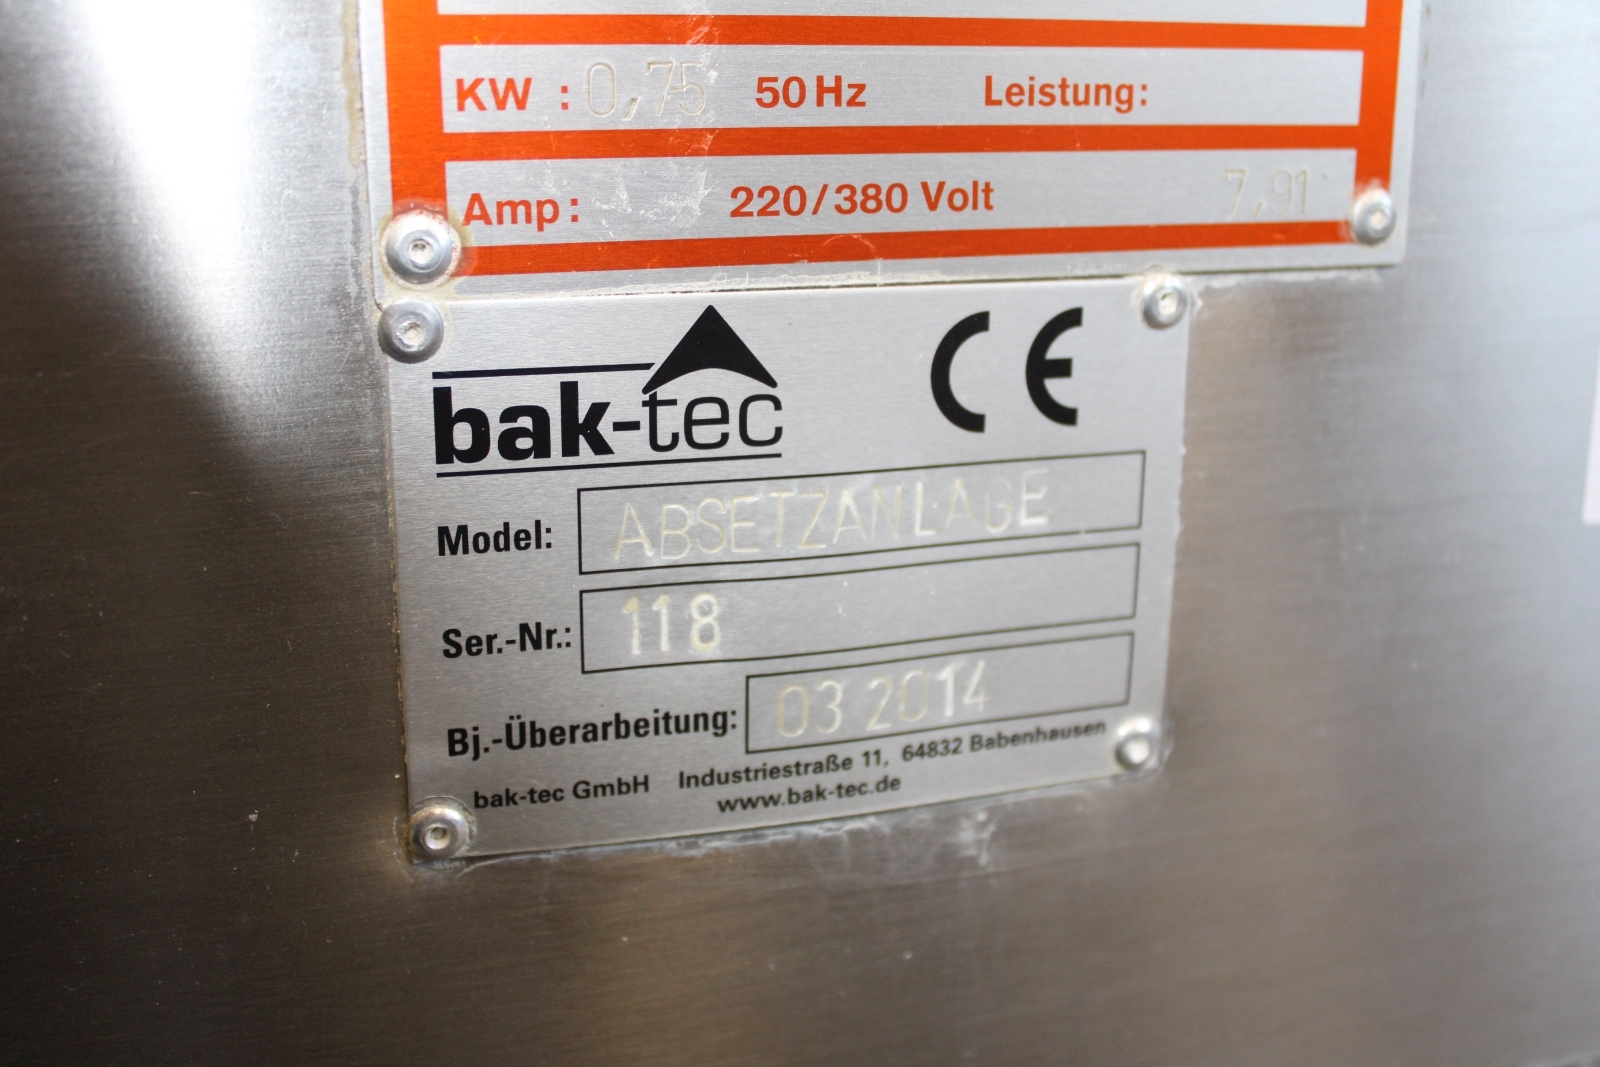 KW : 0,75 50 Hz Leistung:
Amp: 220/380 Volt 7,91
bak-tec CE
Model: ABSETZANLAGE
Ser.-Nr.: 118
Bj.-Überarbeitung: 03 2014
bak-tec GmbH Industriestraße 11, 64832 Babenhausen
www.bak-tec.de